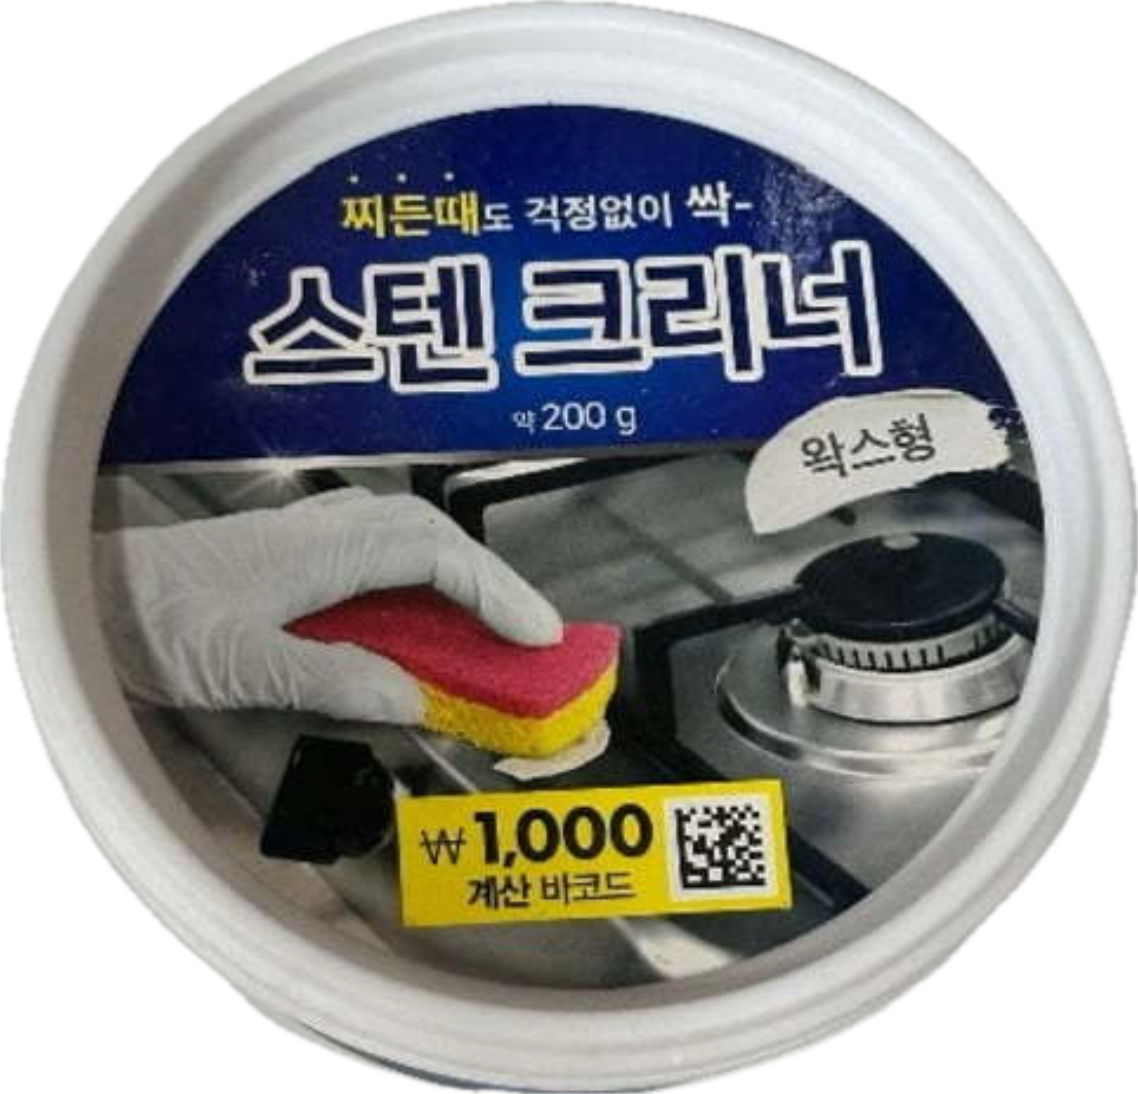 찌든때도 걱정없이 싹-
스텐 크리너
약 200 g
왁스형
₩1,000
계산 바코드